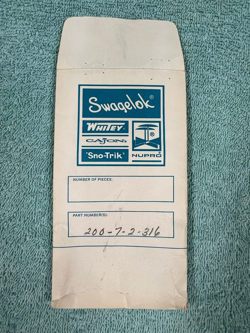 Swagelok
WHITEY
CAJON
'Sno-Trik'
NUPRO
NUMBER OF PIECES:
PART NUMBER(S):
200-7-2-316